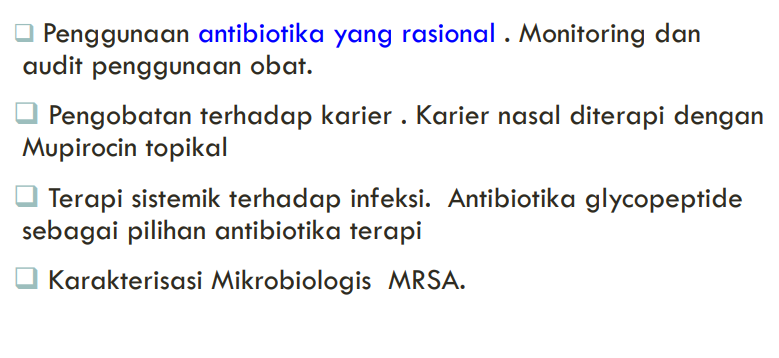 ❑ Penggunaan antibiotika yang rasional . Monitoring dan
audit penggunaan obat.
❑ Pengobatan terhadap karier . Karier nasal diterapi dengan
Mupirocin topikal
❑ Terapi sistemik terhadap infeksi.  Antibiotika glycopeptide
sebagai pilihan antibiotika terapi
❑ Karakterisasi Mikrobiologis  MRSA.